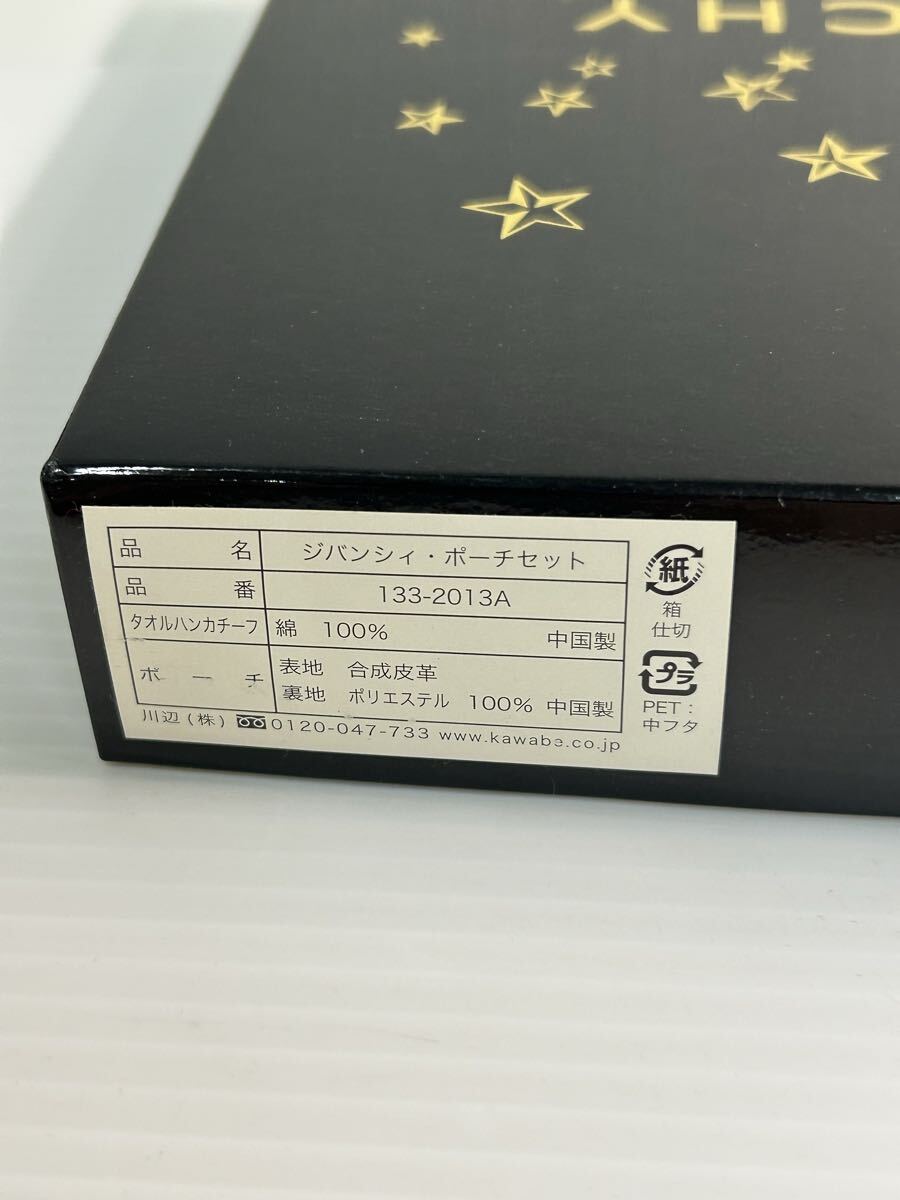 CHY
品名 ジバンシィ・ポーチセット
品番 133-2013A
タオルハンカチーフ 綿 100% 中国製
ポーチ 表地 合成皮革
裏地 ポリエステル 100% 中国製
川辺(株) 0120-047-733 www.kawabe.co.jp
紙
箱
仕切
プラ
PET:
中フタ